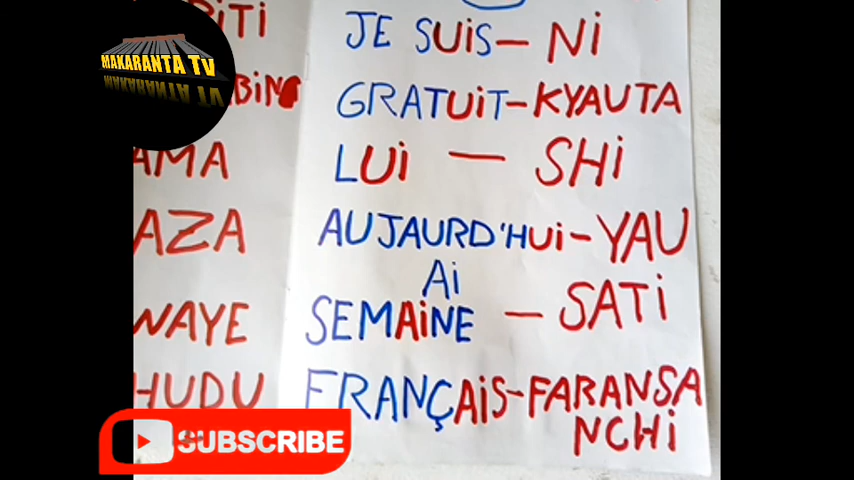 MAKARANTA TV
JE SUiS — Ni
GRATUiT — KYAUTA
AMA
LUi — SHi
AZA
AUJAURD'HUi — YAU
Ai
WAYE
SEMAiNE — SATi
HUDU
FRANÇAiS — FARANSA
NCHi
SUBSCRIBE